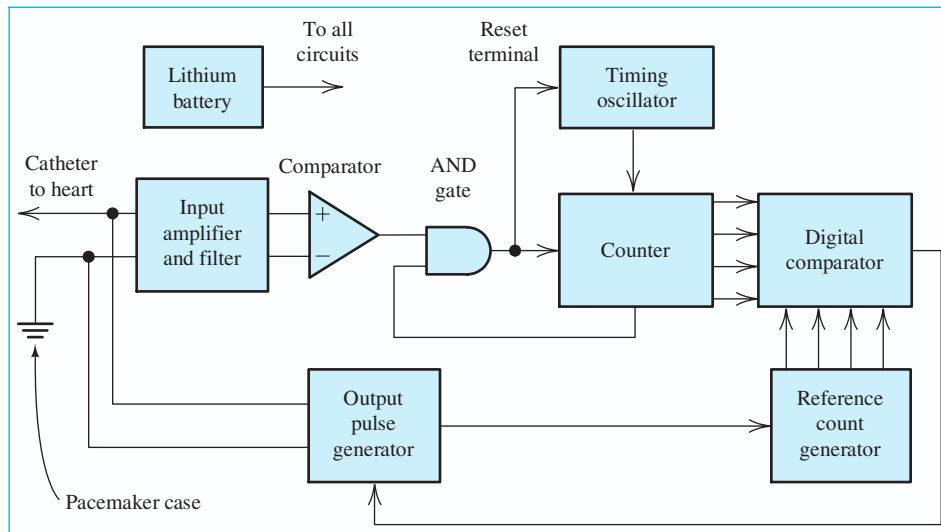 To all
circuits
Reset
terminal
Lithium
battery
Timing
oscillator
Catheter
to heart
Comparator
AND
gate
Input
amplifier
and filter
+
−
Counter
Digital
comparator
Output
pulse
generator
Reference
count
generator
Pacemaker case